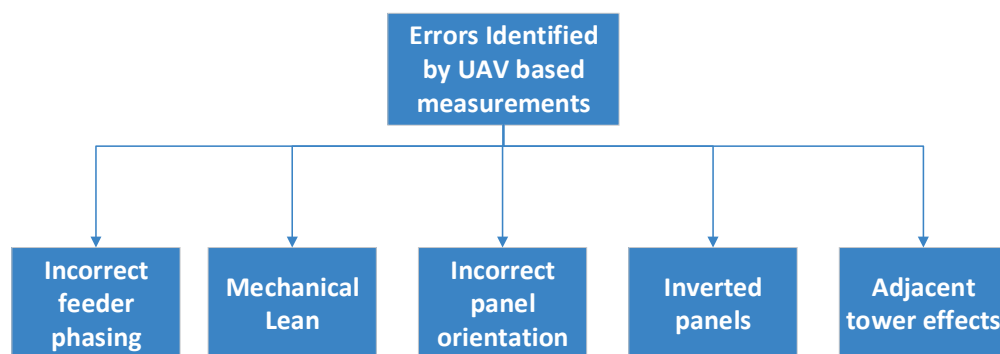 Errors Identified
by UAV based
measurements
Incorrect
feeder
phasing
Mechanical
Lean
Incorrect
panel
orientation
Inverted
panels
Adjacent
tower effects